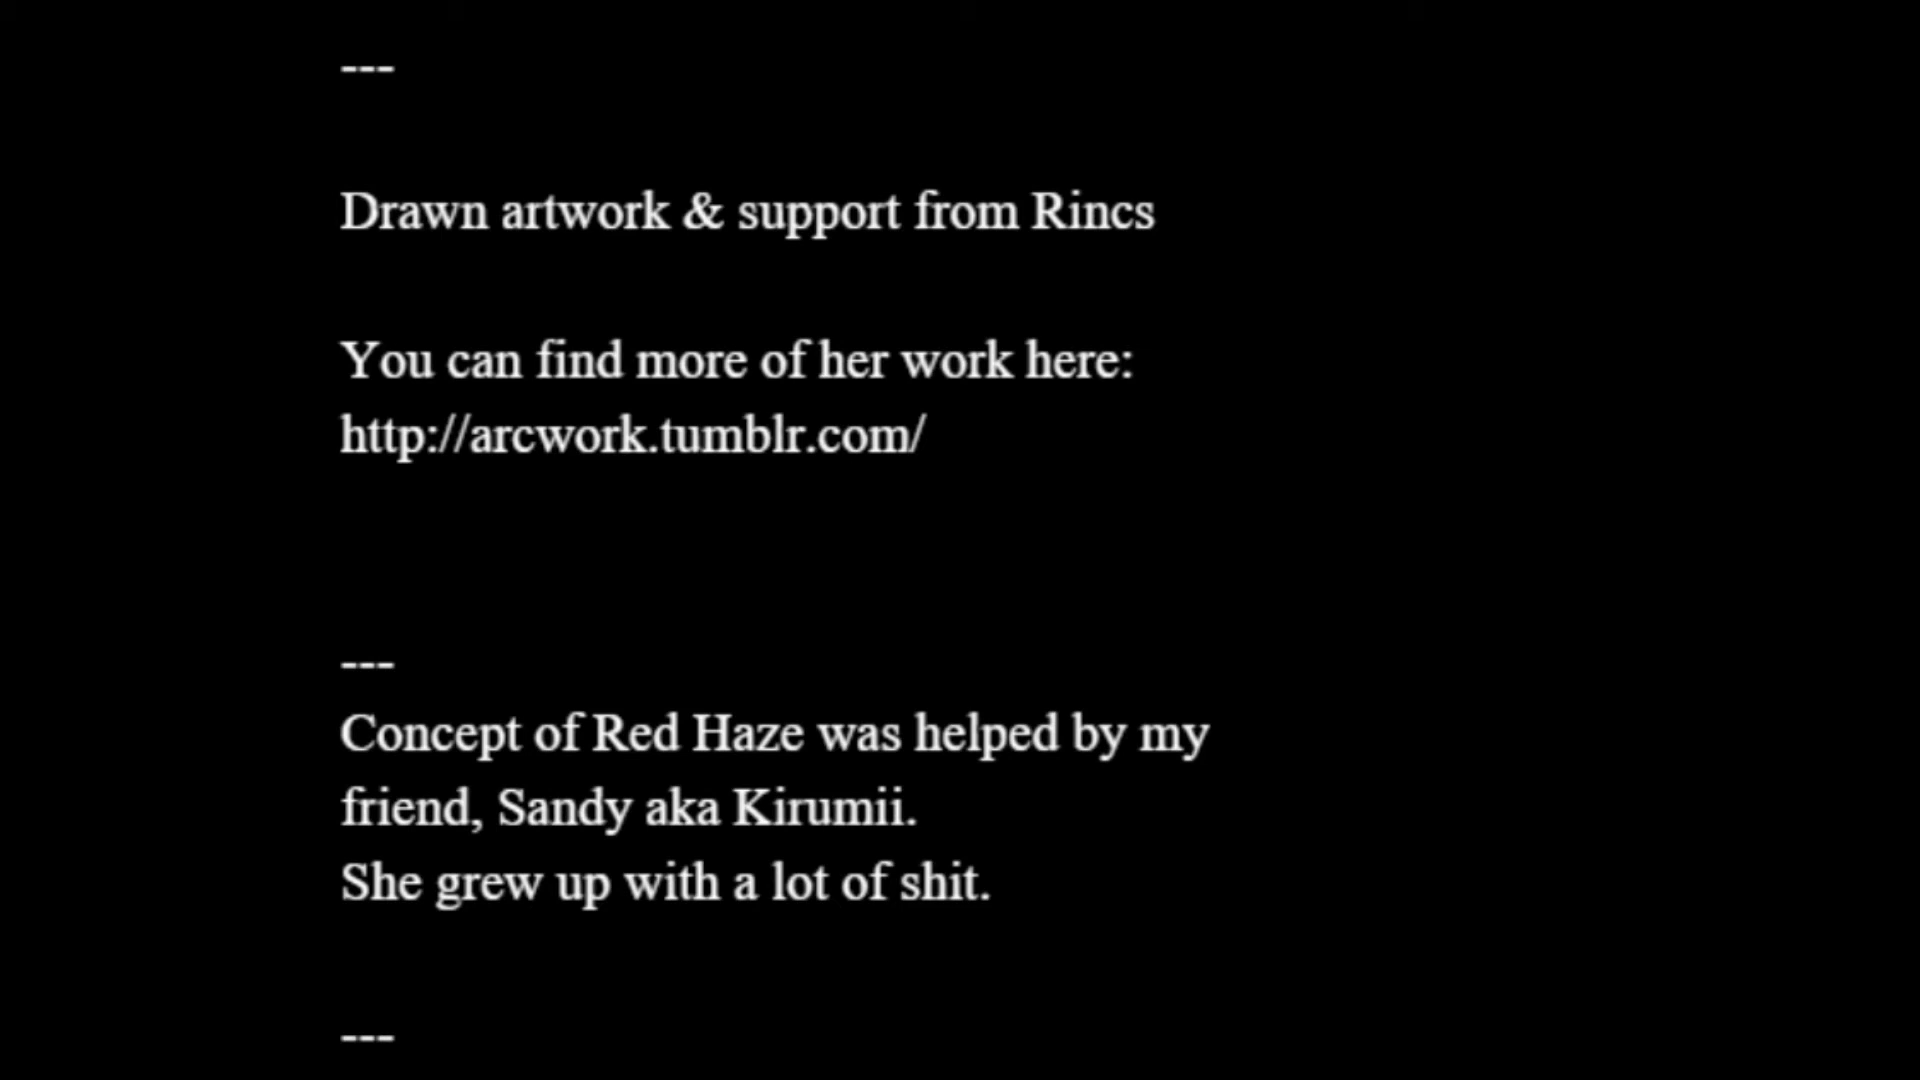 ---
Drawn artwork & support from Rincs
You can find more of her work here:
http://arcwork.tumblr.com/
---
Concept of Red Haze was helped by my
friend, Sandy aka Kirumii.
She grew up with a lot of shit.
---